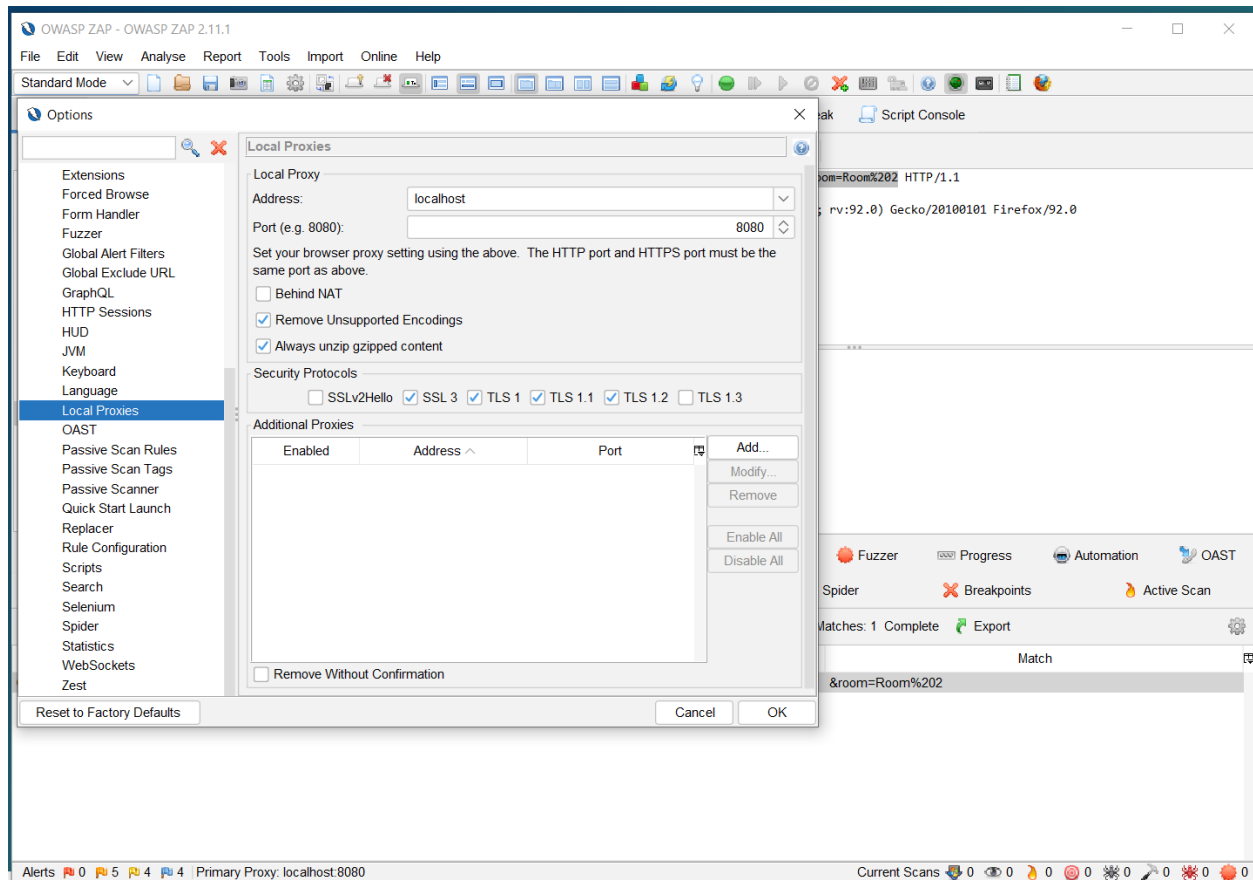 OWASP ZAP - OWASP ZAP 2.11.1
File Edit View Analyse Report Tools Import Online Help
Standard Mode
Options
Script Console
Local Proxies
Extensions
Forced Browse
Form Handler
Fuzzer
Global Alert Filters
Global Exclude URL
GraphQL
HTTP Sessions
HUD
JVM
Keyboard
Language
Local Proxies
OAST
Passive Scan Rules
Passive Scan Tags
Passive Scanner
Quick Start Launch
Replacer
Rule Configuration
Scripts
Search
Selenium
Spider
Statistics
WebSockets
Zest
Local Proxy
Address: localhost
Port (e.g. 8080): 8080
Set your browser proxy setting using the above. The HTTP port and HTTPS port must be the
same port as above.
Behind NAT
Remove Unsupported Encodings
Always unzip gzipped content
Security Protocols
SSLv2Hello SSL 3 TLS 1 TLS 1.1 TLS 1.2 TLS 1.3
Additional Proxies
Enabled Address Port
Add...
Modify...
Remove
Enable All
Disable All
Remove Without Confirmation
Reset to Factory Defaults Cancel OK
oom=Room%202 HTTP/1.1
; rv:92.0) Gecko/20100101 Firefox/92.0
Fuzzer Progress Automation OAST
Spider Breakpoints Active Scan
Matches: 1 Complete Export
Match
&room=Room%202
Alerts 0 5 4 4 Primary Proxy: localhost:8080 Current Scans 0 0 0 0 0 0 0 0